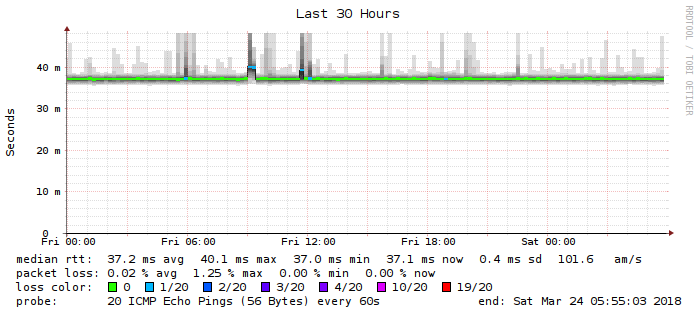 Last 30 Hours
RRDTOOL / TOBI OETIKER
Seconds
40 m
30 m
20 m
10 m
0
Fri 00:00 Fri 06:00 Fri 12:00 Fri 18:00 Sat 00:00
median rtt: 37.2 ms avg 40.1 ms max 37.0 ms min 37.1 ms now 0.4 ms sd 101.6 am/s
packet loss: 0.02 % avg 1.25 % max 0.00 % min 0.00 % now
loss color: 0 1/20 2/20 3/20 4/20 10/20 19/20
probe: 20 ICMP Echo Pings (56 Bytes) every 60s end: Sat Mar 24 05:55:03 2018